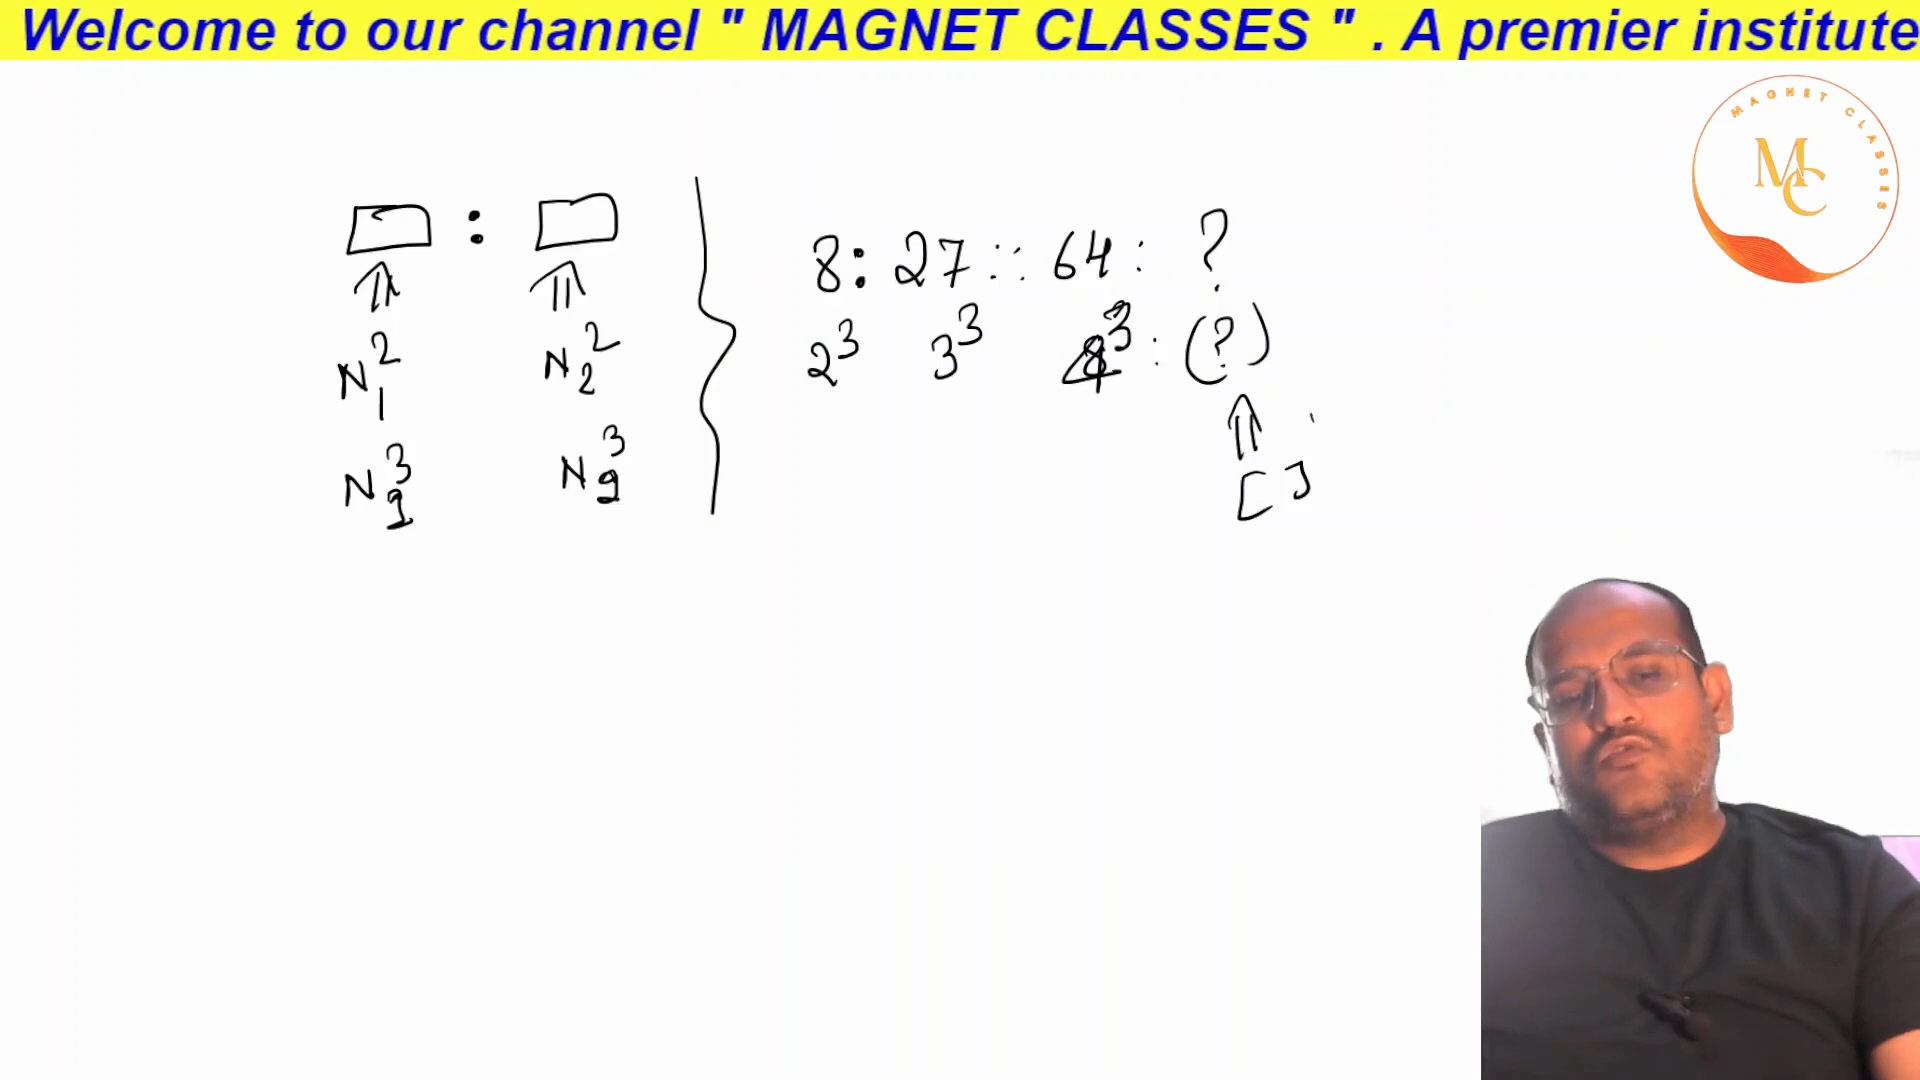 Welcome to our channel " MAGNET CLASSES " . A premier institute
MAGNET CLASSES
MC
▭ : ▭
8 : 27 :: 64 : ?
2³ 3³ 4³ : (?)
N₁² N₂²
N₁³ N₂³
[ ]